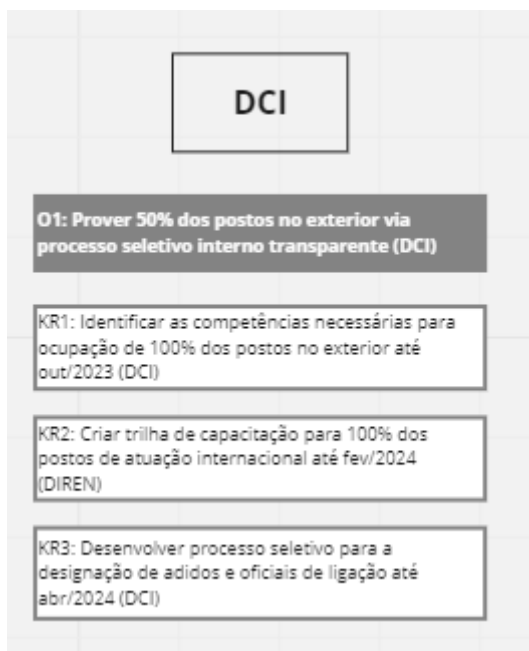 DCI
O1: Prover 50% dos postos no exterior via
processo seletivo interno transparente (DCI)
KR1: Identificar as competências necessárias para
ocupação de 100% dos postos no exterior até
out/2023 (DCI)
KR2: Criar trilha de capacitação para 100% dos
postos de atuação internacional até fev/2024
(DIREN)
KR3: Desenvolver processo seletivo para a
designação de adidos e oficiais de ligação até
abr/2024 (DCI)